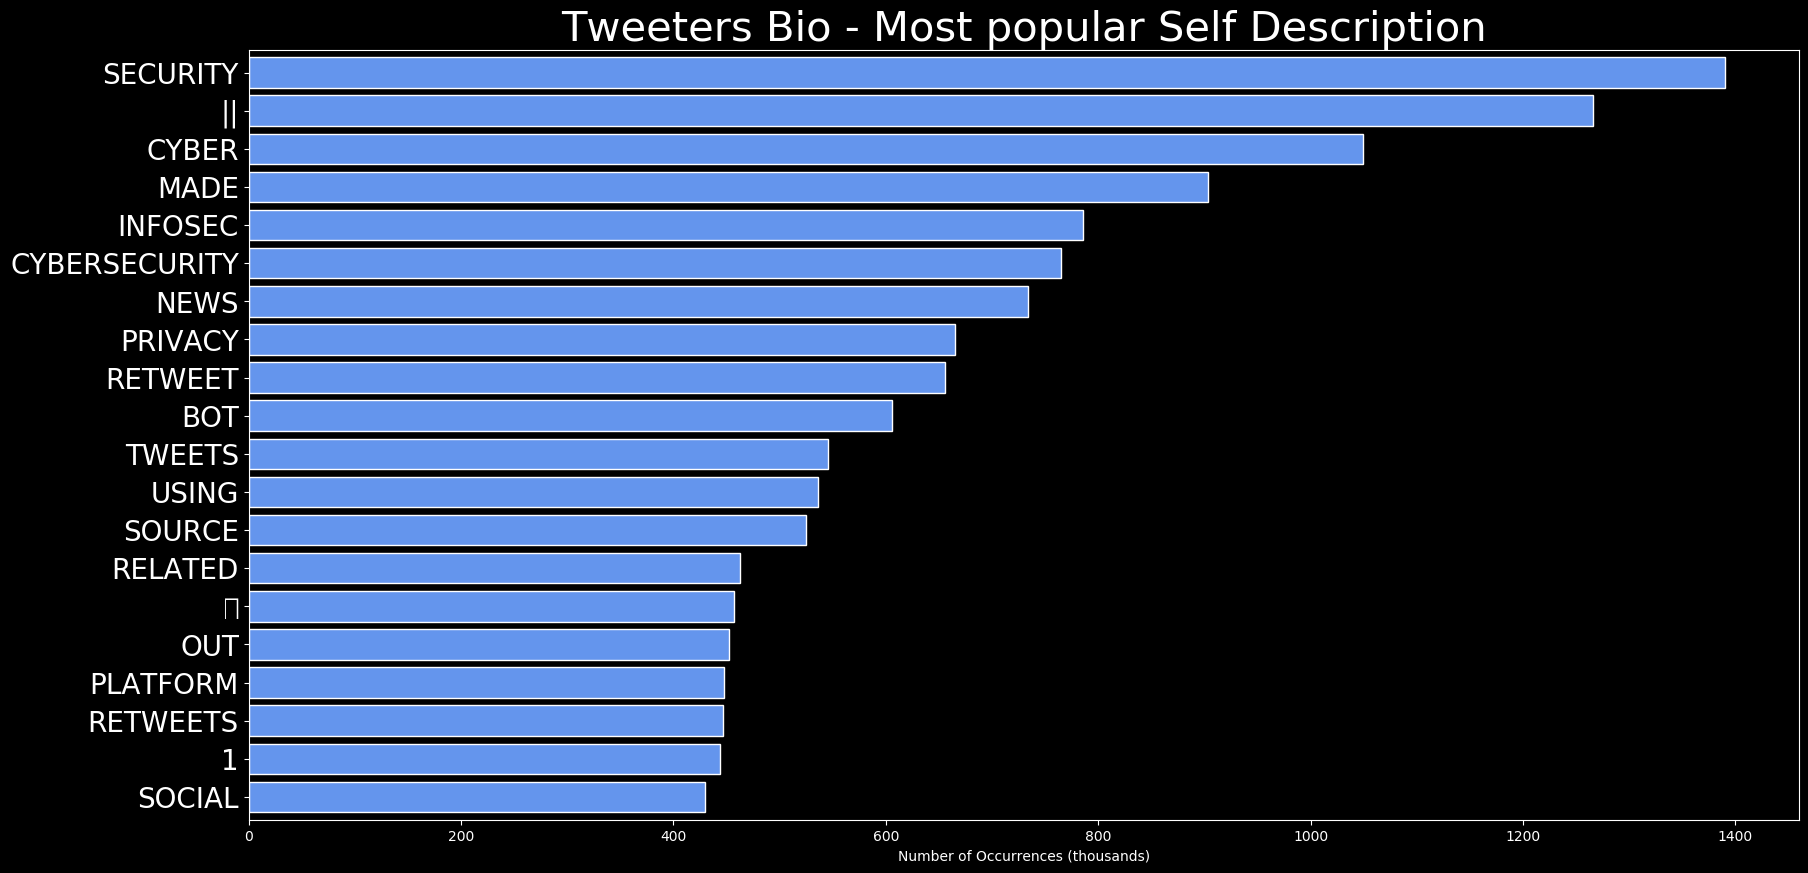 Tweeters Bio - Most popular Self Description
SECURITY
||
CYBER
MADE
INFOSEC
CYBERSECURITY
NEWS
PRIVACY
RETWEET
BOT
TWEETS
USING
SOURCE
RELATED
OUT
PLATFORM
RETWEETS
1
SOCIAL
0 200 400 600 800 1000 1200 1400
Number of Occurrences (thousands)